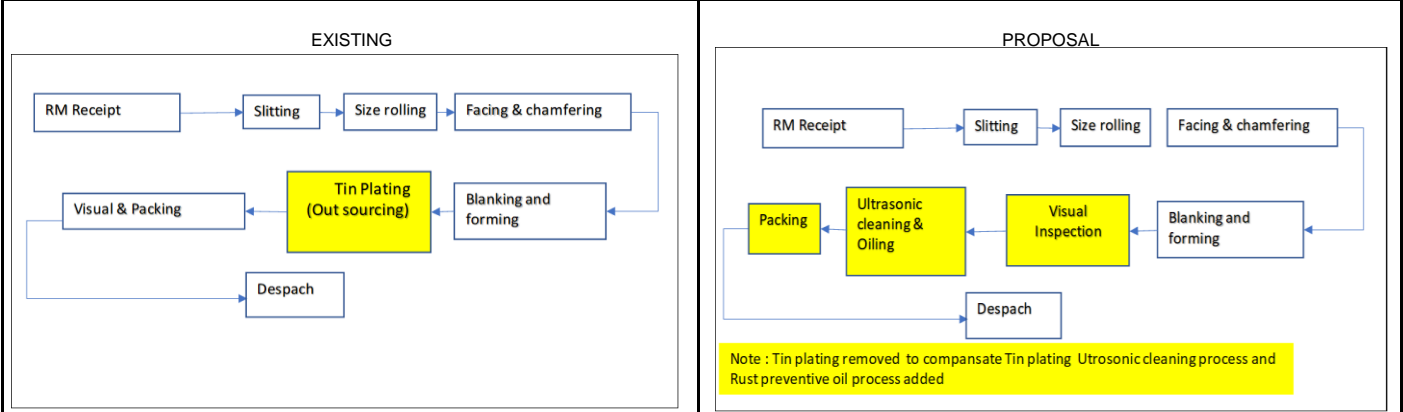 EXISTING
RM Receipt
Slitting
Size rolling
Facing & chamfering
Visual & Packing
Tin Plating
(Out sourcing)
Blanking and
forming
Despach
PROPOSAL
RM Receipt
Slitting
Size rolling
Facing & chamfering
Packing
Ultrasonic
cleaning &
Oiling
Visual
Inspection
Blanking and
forming
Despach
Note : Tin plating removed to compansate Tin plating Utrosonic cleaning process and
Rust preventive oil process added